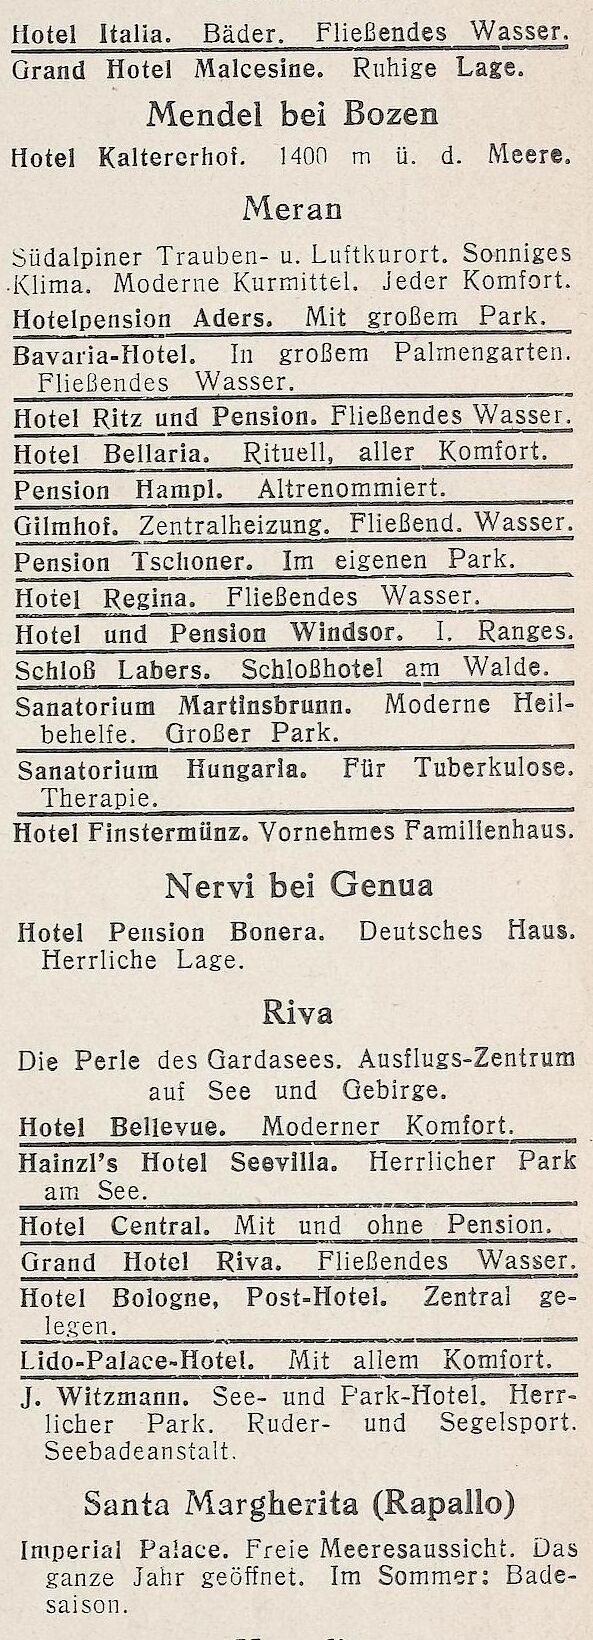 Hotel Italia. Bäder. Fließendes Wasser.
Grand Hotel Malcesine. Ruhige Lage.
Mendel bei Bozen
Hotel Kaltererhof. 1400 m ü. d. Meere.
Meran
Südalpiner Trauben- u. Luftkurort. Sonniges
Klima. Moderne Kurmittel. Jeder Komfort.
Hotelpension Aders. Mit großem Park.
Bavaria-Hotel. In großem Palmengarten.
Fließendes Wasser.
Hotel Ritz und Pension. Fließendes Wasser.
Hotel Bellaria. Rituell, aller Komfort.
Pension Hampl. Altrenommiert.
Gilmhof. Zentralheizung. Fließend. Wasser.
Pension Tschoner. Im eigenen Park.
Hotel Regina. Fließendes Wasser.
Hotel und Pension Windsor. I. Ranges.
Schloß Labers. Schloßhotel am Walde.
Sanatorium Martinsbrunn. Moderne Heil-
behelfe. Großer Park.
Sanatorium Hungaria. Für Tuberkulose.
Therapie.
Hotel Finstermünz. Vornehmes Familienhaus.
Nervi bei Genua
Hotel Pension Bonera. Deutsches Haus.
Herrliche Lage.
Riva
Die Perle des Gardasees. Ausflugs-Zentrum
auf See und Gebirge.
Hotel Bellevue. Moderner Komfort.
Hainzl's Hotel Seevilla. Herrlicher Park
am See.
Hotel Central. Mit und ohne Pension.
Grand Hotel Riva. Fließendes Wasser.
Hotel Bologne, Post-Hotel. Zentral ge-
legen.
Lido-Palace-Hotel. Mit allem Komfort.
J. Witzmann. See- und Park-Hotel. Herr-
licher Park. Ruder- und Segelsport.
Seebadeanstalt.
Santa Margherita (Rapallo)
Imperial Palace. Freie Meeresaussicht. Das
ganze Jahr geöffnet. Im Sommer: Bade-
saison.